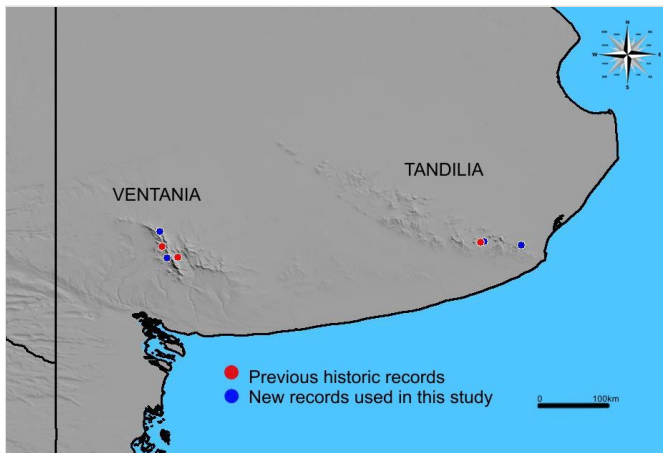 N
W E
S
TANDILIA
VENTANIA
Previous historic records
New records used in this study
0 100km